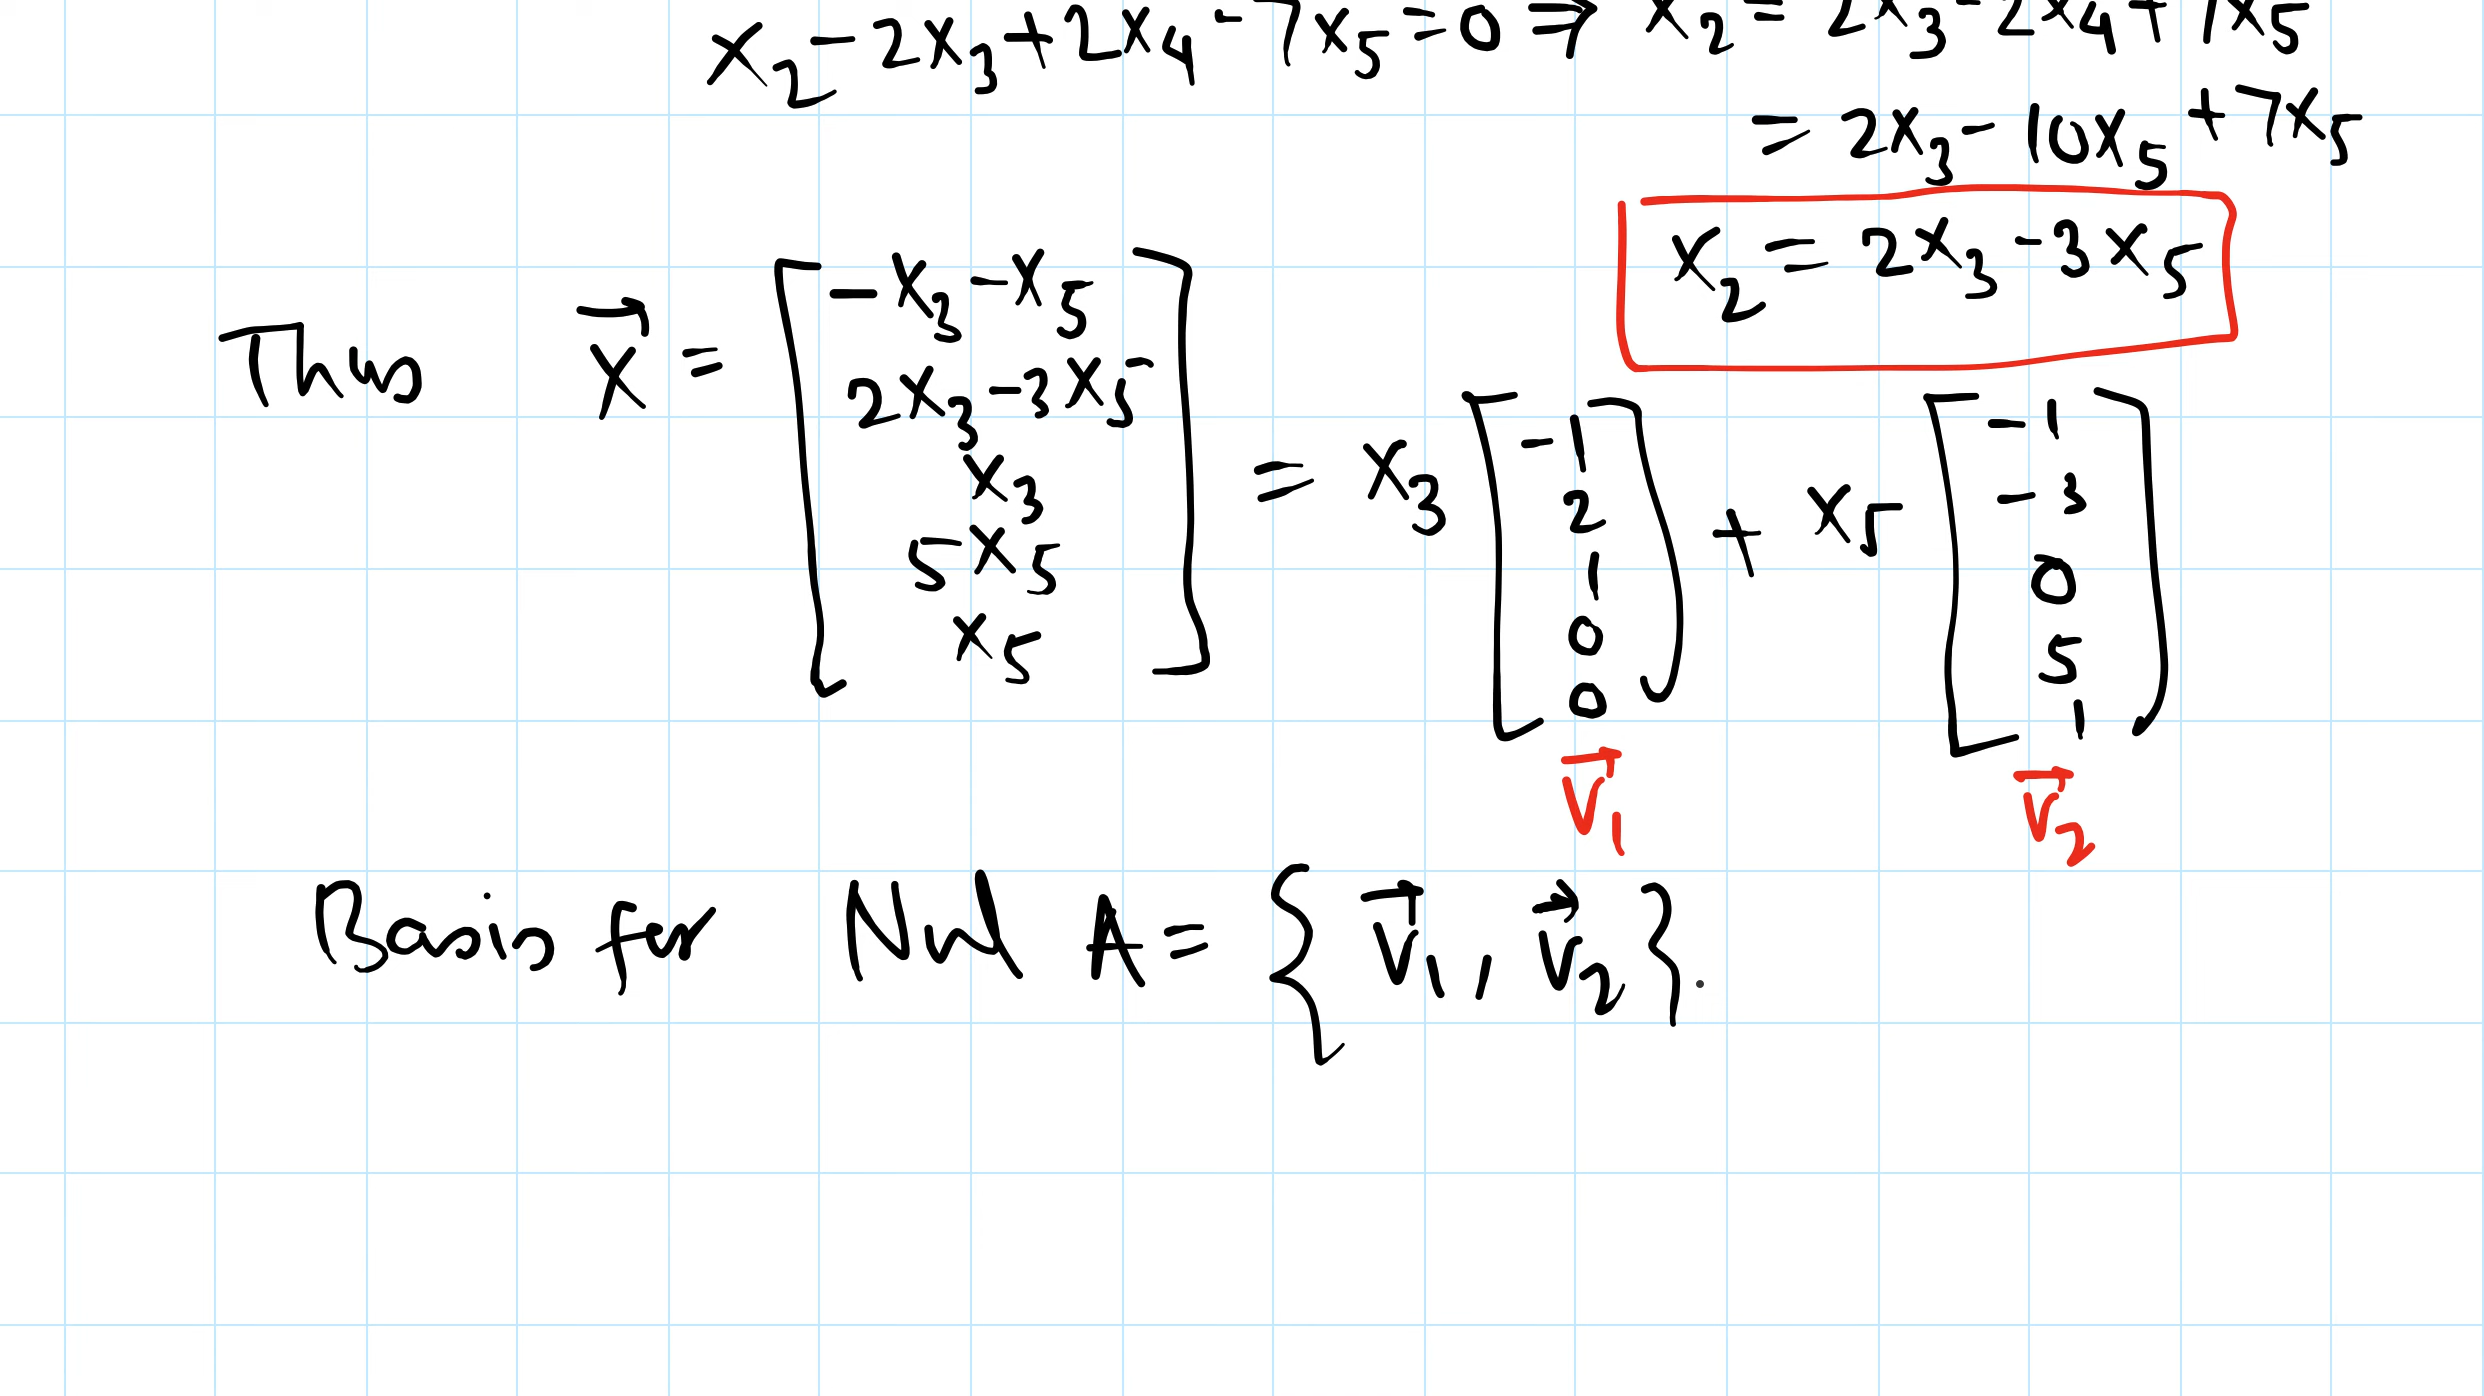 x₂ - 2x₃ + 2x₄ - 7x₅ = 0 ⇒ x₂ = 2x₃ - 2x₄ + 7x₅
= 2x₃ - 10x₅ + 7x₅
x₂ = 2x₃ - 3x₅
Thus x⃗ = [ -x₃ - x₅
2x₃ - 3x₅
x₃
5x₅
x₅ ] = x₃ [ -1
2
1
0
0 ] + x₅ [ -1
-3
0
5
1 ]
v⃗₁ v⃗₂
Basis for Nul A = { v⃗₁, v⃗₂ }.